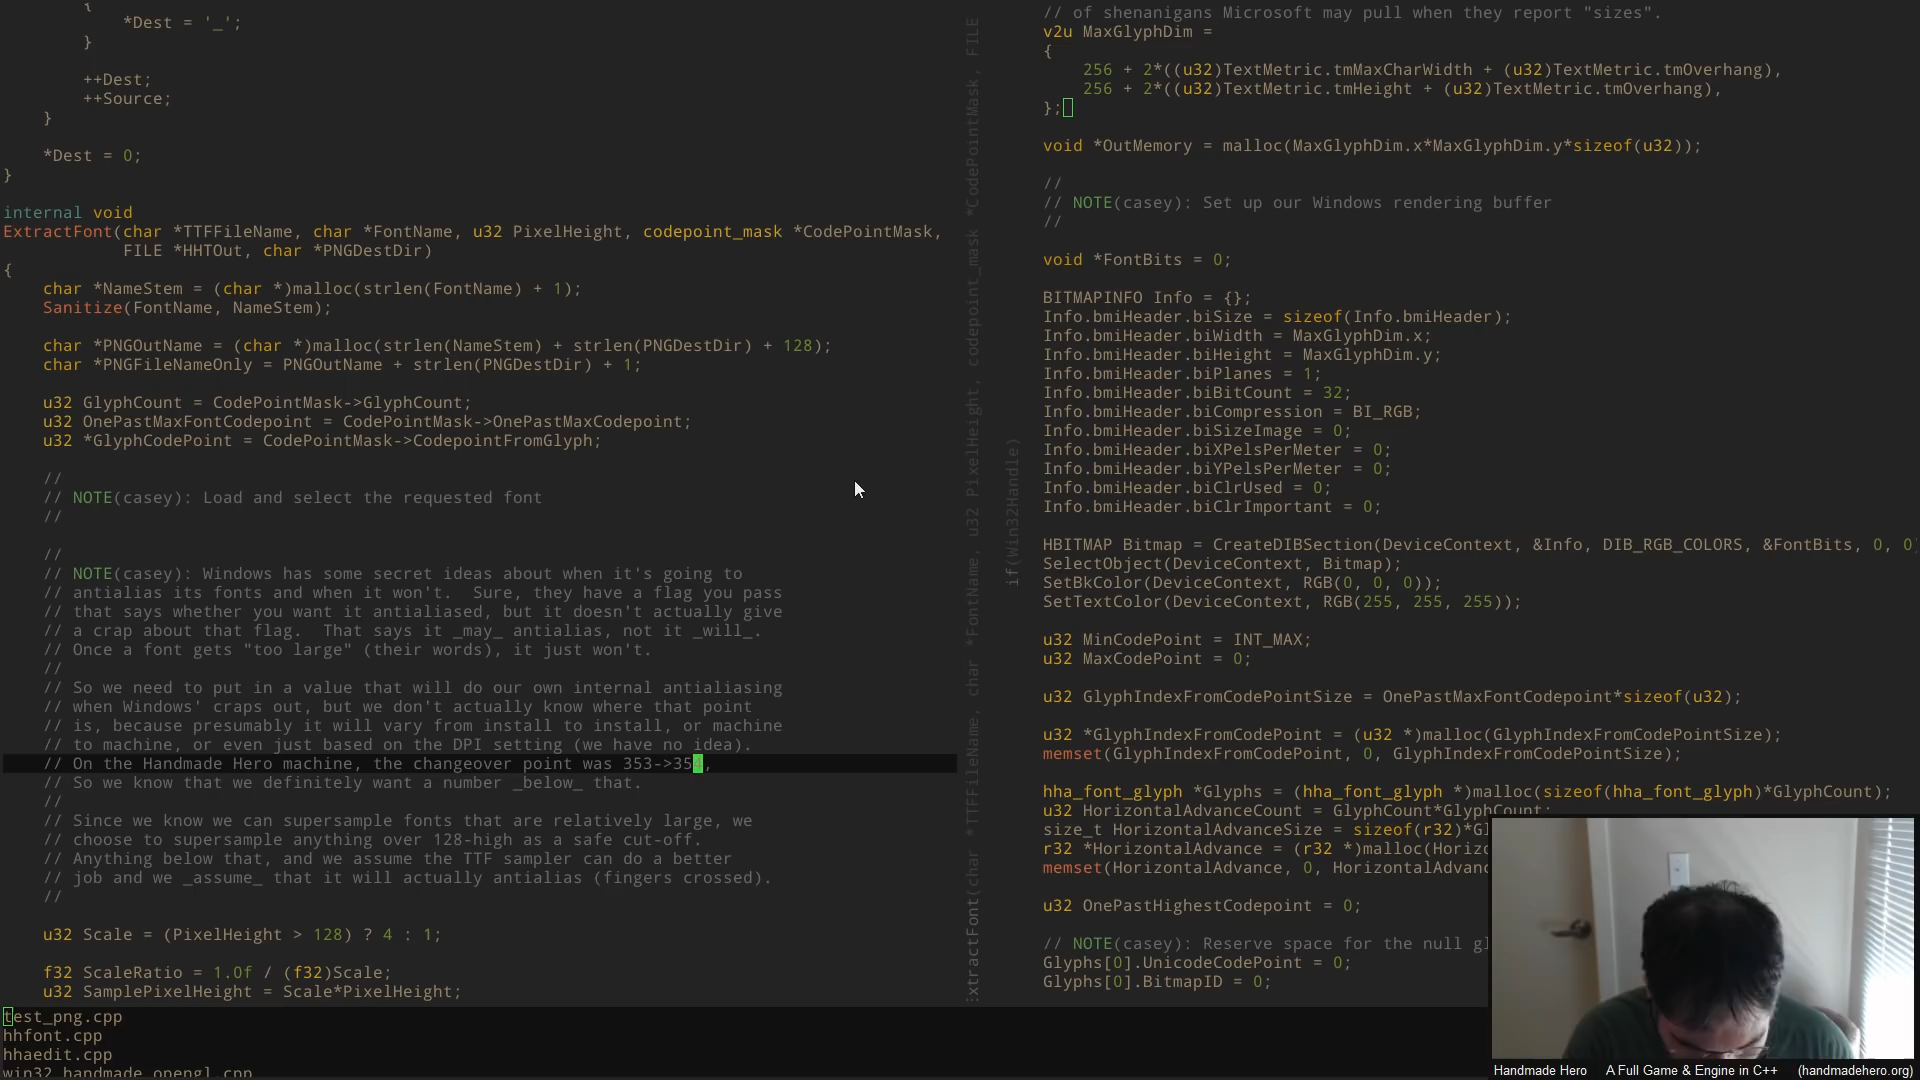 {
*Dest = '_';
}
++Dest;
++Source;
}
*Dest = 0;
}
internal void
ExtractFont(char *TTFFileName, char *FontName, u32 PixelHeight, codepoint_mask *CodePointMask,
FILE *HHTOut, char *PNGDestDir)
{
char *NameStem = (char *)malloc(strlen(FontName) + 1);
Sanitize(FontName, NameStem);
char *PNGOutName = (char *)malloc(strlen(NameStem) + strlen(PNGDestDir) + 128);
char *PNGFileNameOnly = PNGOutName + strlen(PNGDestDir) + 1;
u32 GlyphCount = CodePointMask->GlyphCount;
u32 OnePastMaxFontCodepoint = CodePointMask->OnePastMaxCodepoint;
u32 *GlyphCodePoint = CodePointMask->CodepointFromGlyph;
//
// NOTE(casey): Load and select the requested font
//
//
// NOTE(casey): Windows has some secret ideas about when it's going to
// antialias its fonts and when it won't.  Sure, they have a flag you pass
// that says whether you want it antialiased, but it doesn't actually give
// a crap about that flag.  That says it _may_ antialias, not it _will_.
// Once a font gets "too large" (their words), it just won't.
//
// So we need to put in a value that will do our own internal antialiasing
// when Windows' craps out, but we don't actually know where that point
// is, because presumably it will vary from install to install, or machine
// to machine, or even just based on the DPI setting (we have no idea).
// On the Handmade Hero machine, the changeover point was 353->354,
// So we know that we definitely want a number _below_ that.
//
// Since we know we can supersample fonts that are relatively large, we
// choose to supersample anything over 128-high as a safe cut-off.
// Anything below that, and we assume the TTF sampler can do a better
// job and we _assume_ that it will actually antialias (fingers crossed).
//
u32 Scale = (PixelHeight > 128) ? 4 : 1;
f32 ScaleRatio = 1.0f / (f32)Scale;
u32 SamplePixelHeight = Scale*PixelHeight;
test_png.cpp
hhfont.cpp
hhaedit.cpp
win32_handmade_opengl.cpp
xtractFont(char *TTFFileName, char *FontName, u32 PixelHeight, codepoint_mask *CodePointMask, FILE
if(Win32Handle)
// of shenanigans Microsoft may pull when they report "sizes".
v2u MaxGlyphDim =
{
256 + 2*((u32)TextMetric.tmMaxCharWidth + (u32)TextMetric.tmOverhang),
256 + 2*((u32)TextMetric.tmHeight + (u32)TextMetric.tmOverhang),
};
void *OutMemory = malloc(MaxGlyphDim.x*MaxGlyphDim.y*sizeof(u32));
//
// NOTE(casey): Set up our Windows rendering buffer
//
void *FontBits = 0;
BITMAPINFO Info = {};
Info.bmiHeader.biSize = sizeof(Info.bmiHeader);
Info.bmiHeader.biWidth = MaxGlyphDim.x;
Info.bmiHeader.biHeight = MaxGlyphDim.y;
Info.bmiHeader.biPlanes = 1;
Info.bmiHeader.biBitCount = 32;
Info.bmiHeader.biCompression = BI_RGB;
Info.bmiHeader.biSizeImage = 0;
Info.bmiHeader.biXPelsPerMeter = 0;
Info.bmiHeader.biYPelsPerMeter = 0;
Info.bmiHeader.biClrUsed = 0;
Info.bmiHeader.biClrImportant = 0;
HBITMAP Bitmap = CreateDIBSection(DeviceContext, &Info, DIB_RGB_COLORS, &FontBits, 0, 0)
SelectObject(DeviceContext, Bitmap);
SetBkColor(DeviceContext, RGB(0, 0, 0));
SetTextColor(DeviceContext, RGB(255, 255, 255));
u32 MinCodePoint = INT_MAX;
u32 MaxCodePoint = 0;
u32 GlyphIndexFromCodePointSize = OnePastMaxFontCodepoint*sizeof(u32);
u32 *GlyphIndexFromCodePoint = (u32 *)malloc(GlyphIndexFromCodePointSize);
memset(GlyphIndexFromCodePoint, 0, GlyphIndexFromCodePointSize);
hha_font_glyph *Glyphs = (hha_font_glyph *)malloc(sizeof(hha_font_glyph)*GlyphCount);
u32 HorizontalAdvanceCount = GlyphCount*GlyphCount;
size_t HorizontalAdvanceSize = sizeof(r32)*Gl
r32 *HorizontalAdvance = (r32 *)malloc(Horiz
memset(HorizontalAdvance, 0, HorizontalAdvan
u32 OnePastHighestCodepoint = 0;
// NOTE(casey): Reserve space for the null gl
Glyphs[0].UnicodeCodePoint = 0;
Glyphs[0].BitmapID = 0;
Handmade Hero    A Full Game & Engine in C++    (handmadehero.org)